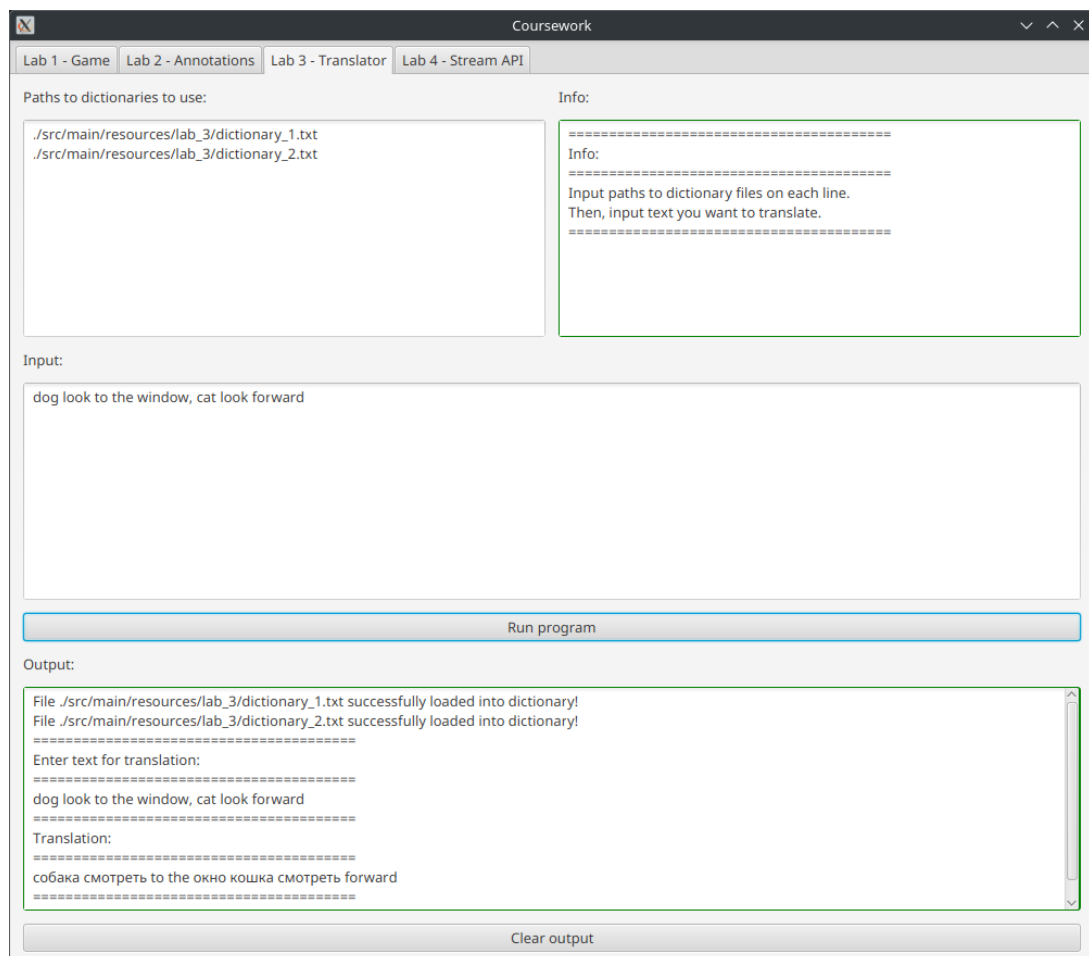 Coursework
Lab 1 - Game
Lab 2 - Annotations
Lab 3 - Translator
Lab 4 - Stream API
Paths to dictionaries to use:
./src/main/resources/lab_3/dictionary_1.txt
./src/main/resources/lab_3/dictionary_2.txt
Info:
========================================
Info:
========================================
Input paths to dictionary files on each line.
Then, input text you want to translate.
========================================
Input:
dog look to the window, cat look forward
Run program
Output:
File ./src/main/resources/lab_3/dictionary_1.txt successfully loaded into dictionary!
File ./src/main/resources/lab_3/dictionary_2.txt successfully loaded into dictionary!
========================================
Enter text for translation:
========================================
dog look to the window, cat look forward
========================================
Translation:
========================================
собака смотреть to the окно кошка смотреть forward
========================================
Clear output